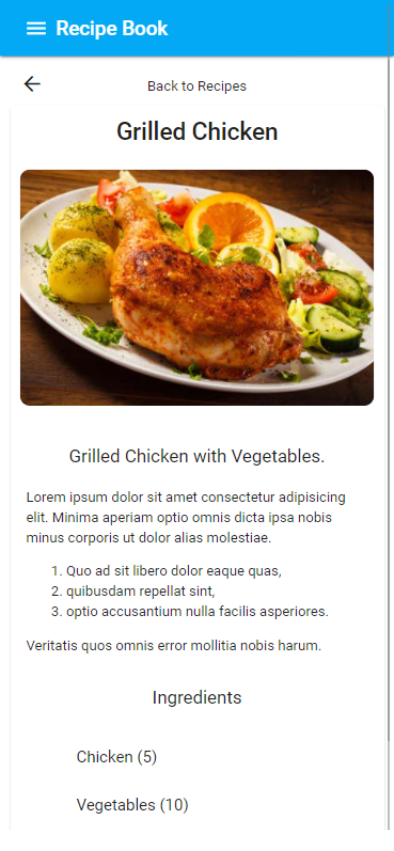 Recipe Book
Back to Recipes
Grilled Chicken
Grilled Chicken with Vegetables.
Lorem ipsum dolor sit amet consectetur adipisicing
elit. Minima aperiam optio omnis dicta ipsa nobis
minus corporis ut dolor alias molestiae.
1. Quo ad sit libero dolor eaque quas,
2. quibusdam repellat sint,
3. optio accusantium nulla facilis asperiores.
Veritatis quos omnis error mollitia nobis harum.
Ingredients
Chicken (5)
Vegetables (10)